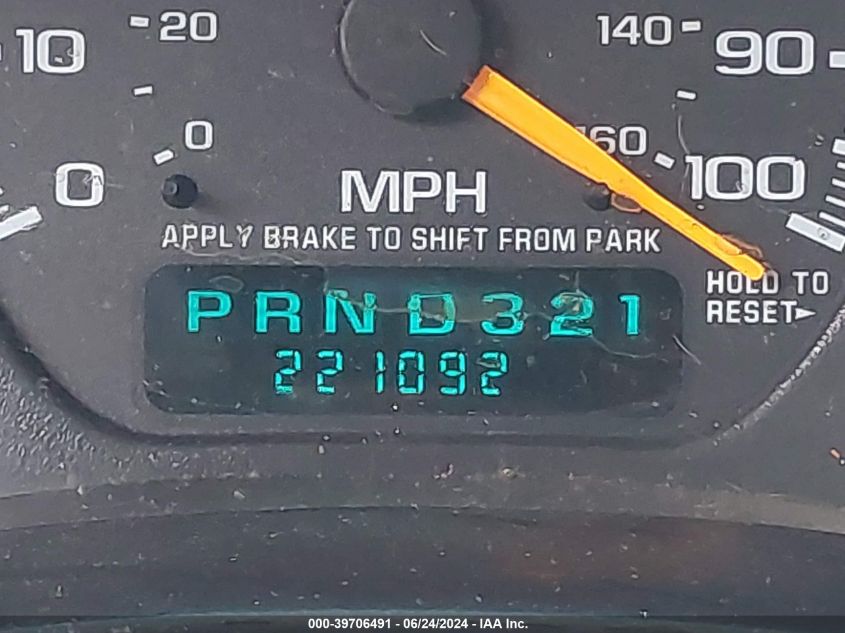 20
10
0
0
140
90
160
100
MPH
APPLY BRAKE TO SHIFT FROM PARK
HOLD TO
RESET►
PRND321
221092
000-39706491 - 06/24/2024 - IAA Inc.